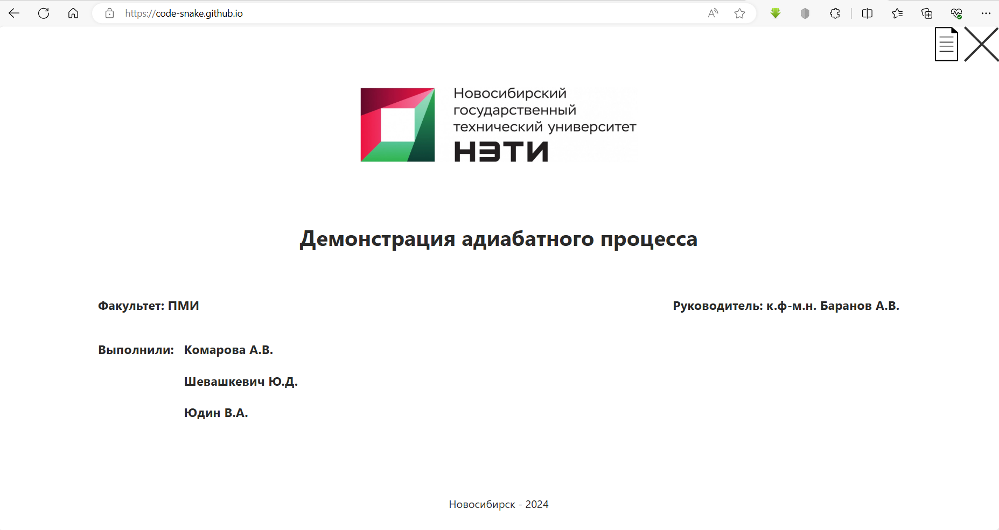 https://code-snake.github.io
Новосибирский
государственный
технический университет
НЭТИ
Демонстрация адиабатного процесса
Факультет: ПМИ
Руководитель: к.ф-м.н. Баранов А.В.
Выполнили: Комарова А.В.
Шевашкевич Ю.Д.
Юдин В.А.
Новосибирск - 2024